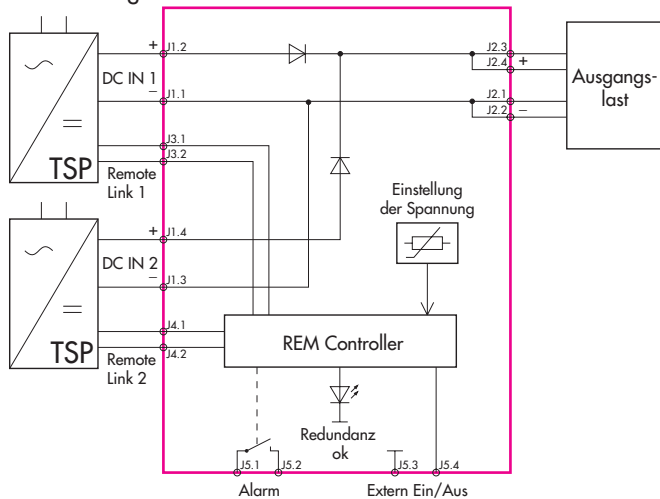 +
J1.2
J2.3
J2.4
+
DC IN 1
Ausgangs-
last
−
J1.1
J2.1
J2.2
−
J3.1
J3.2
TSP
Remote
Link 1
Einstellung
der Spannung
+
J1.4
DC IN 2
−
J1.3
J4.1
REM Controller
TSP
J4.2
Remote
Link 2
Redundanz
ok
J5.1
J5.2
J5.3
J5.4
Alarm
Extern Ein/Aus